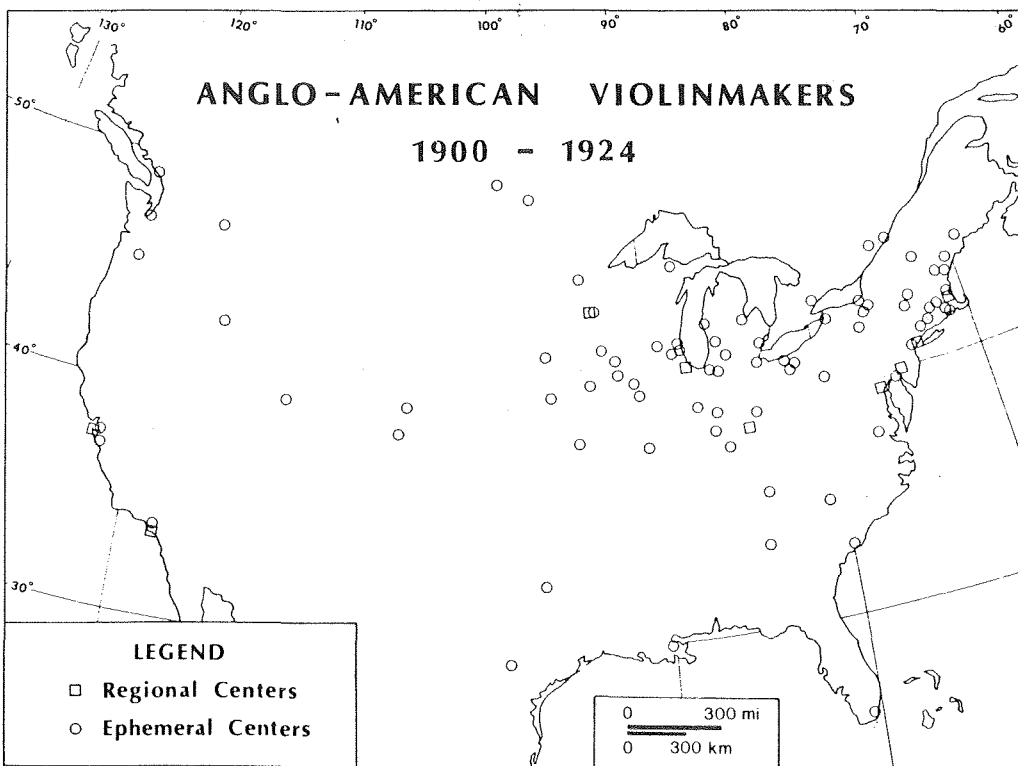 130° 120° 110° 100° 90° 80° 70° 60°
ANGLO-AMERICAN VIOLINMAKERS
50°
1900 - 1924
40°
30°
LEGEND
Regional Centers
Ephemeral Centers
0 300 mi
0 300 km